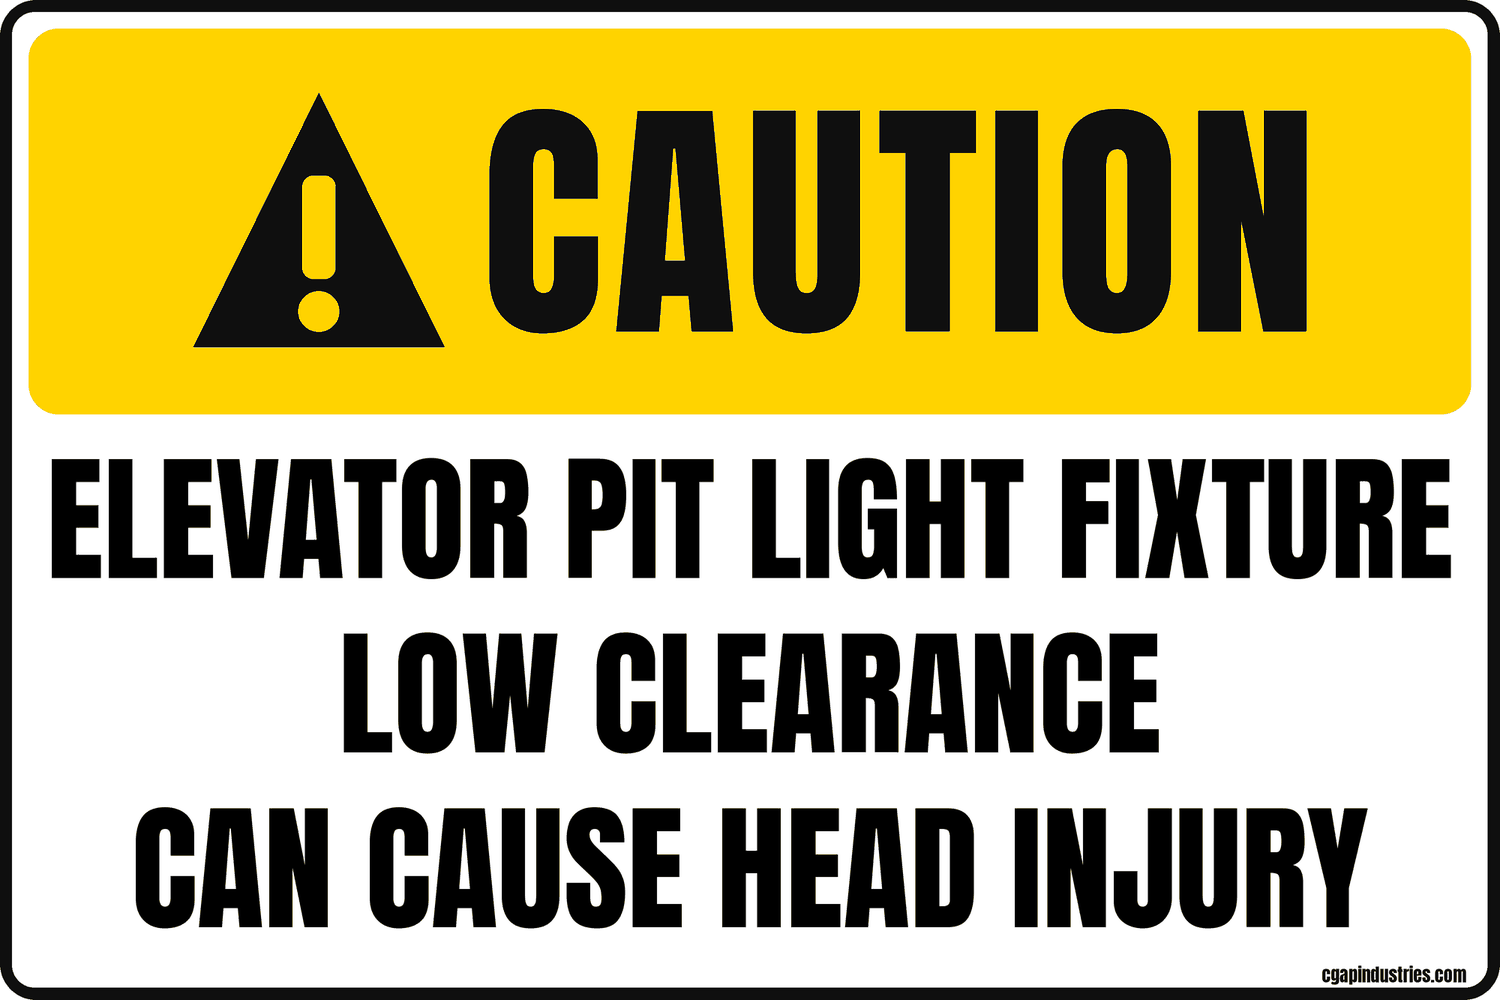 CAUTION
ELEVATOR PIT LIGHT FIXTURE
LOW CLEARANCE
CAN CAUSE HEAD INJURY
cgapindustries.com